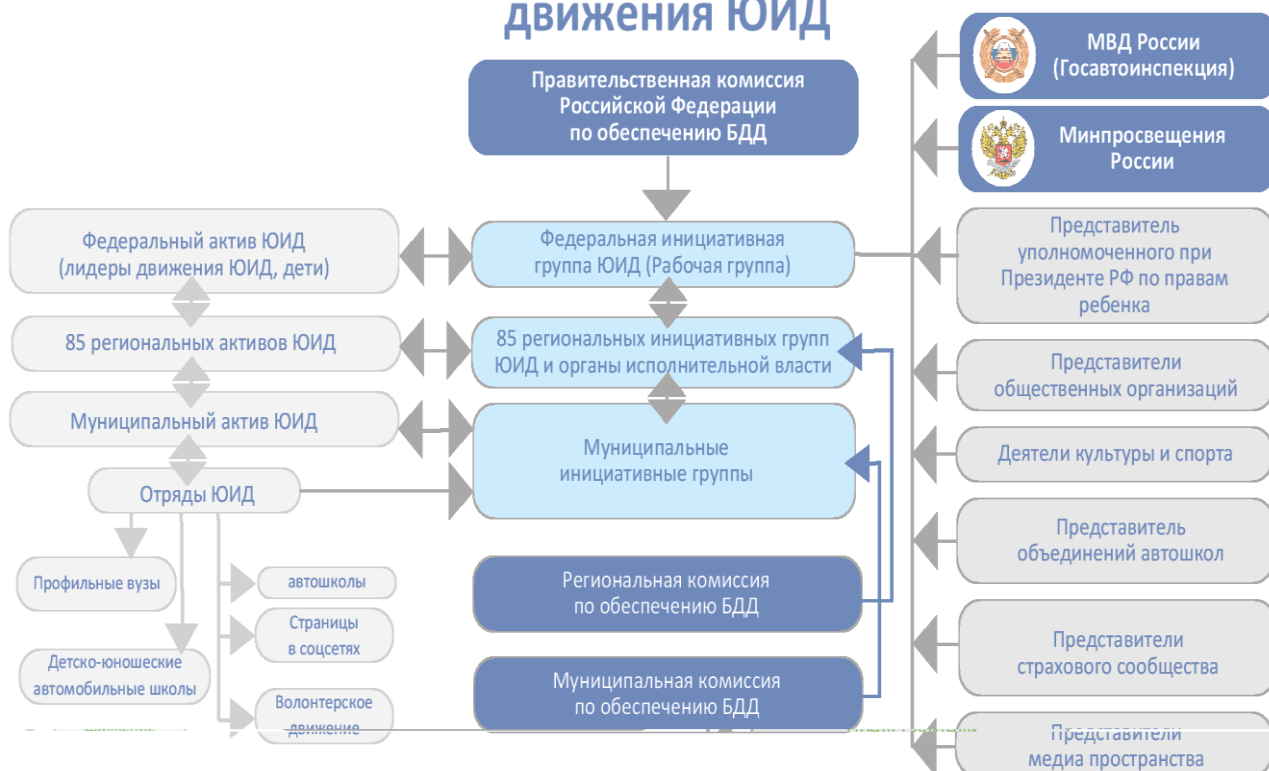 движения ЮИД
Правительственная комиссия
Российской Федерации
по обеспечению БДД
МВД России
(Госавтоинспекция)
Минпросвещения
России
Федеральный актив ЮИД
(лидеры движения ЮИД, дети)
Федеральная инициативная
группа ЮИД (Рабочая группа)
Представитель
уполномоченного при
Президенте РФ по правам
ребенка
85 региональных активов ЮИД
85 региональных инициативных групп
ЮИД и органы исполнительной власти
Представители
общественных организаций
Муниципальный актив ЮИД
Муниципальные
инициативные группы
Деятели культуры и спорта
Отряды ЮИД
Представитель
объединений автошкол
Профильные вузы
автошколы
Региональная комиссия
по обеспечению БДД
Страницы
в соцсетях
Представители
страхового сообщества
Детско-юношеские
автомобильные школы
Муниципальная комиссия
по обеспечению БДД
Волонтерское
движение
Представители
медиа пространства